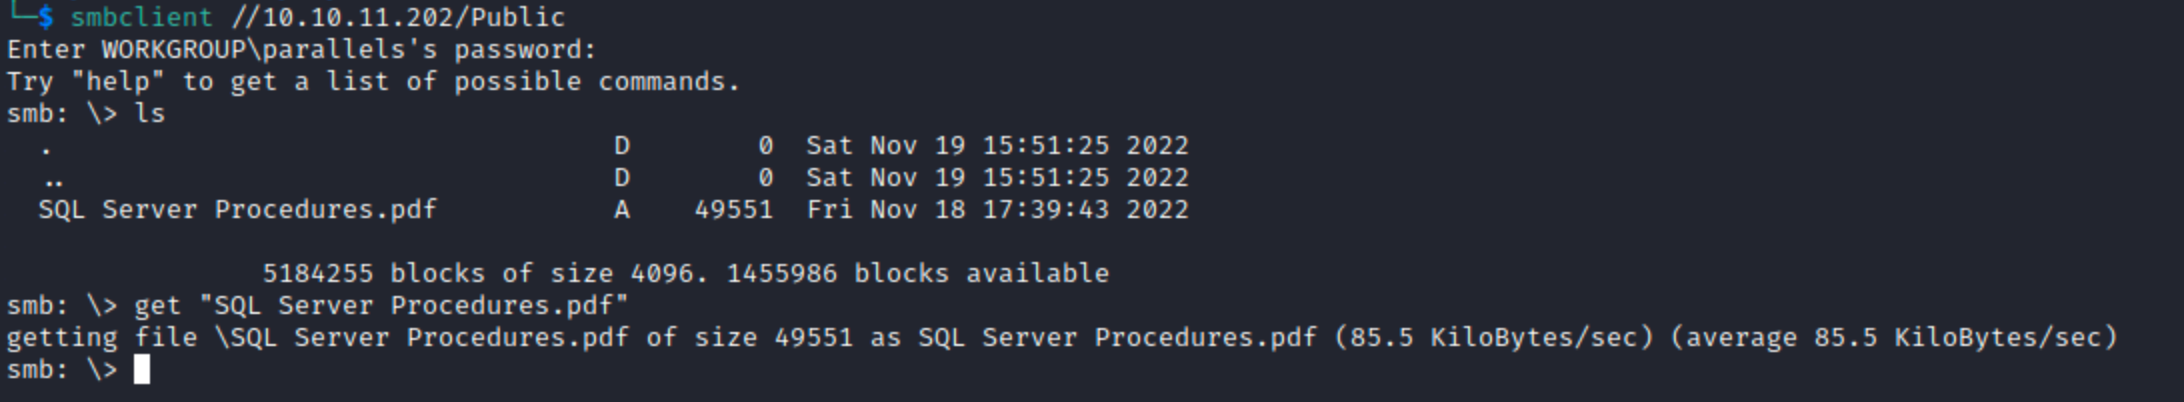 └─$ smbclient //10.10.11.202/Public
Enter WORKGROUP\parallels's password:
Try "help" to get a list of possible commands.
smb: \> ls
  .                                   D        0  Sat Nov 19 15:51:25 2022
  ..                                  D        0  Sat Nov 19 15:51:25 2022
  SQL Server Procedures.pdf           A    49551  Fri Nov 18 17:39:43 2022
                5184255 blocks of size 4096. 1455986 blocks available
smb: \> get "SQL Server Procedures.pdf"
getting file \SQL Server Procedures.pdf of size 49551 as SQL Server Procedures.pdf (85.5 KiloBytes/sec) (average 85.5 KiloBytes/sec)
smb: \>